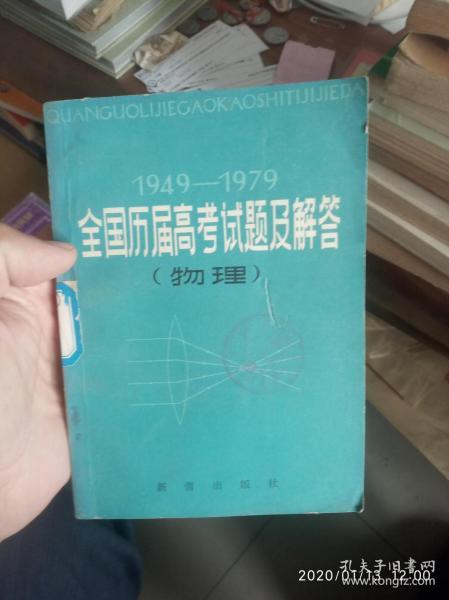 QUANGUOLIJIEGAOKAOSHITIJIJIEDA
1949—1979
全国历届高考试题及解答
（物理）
新蕾出版社
2020/01/13 12:00
孔夫子旧书网
www.kongfz.com